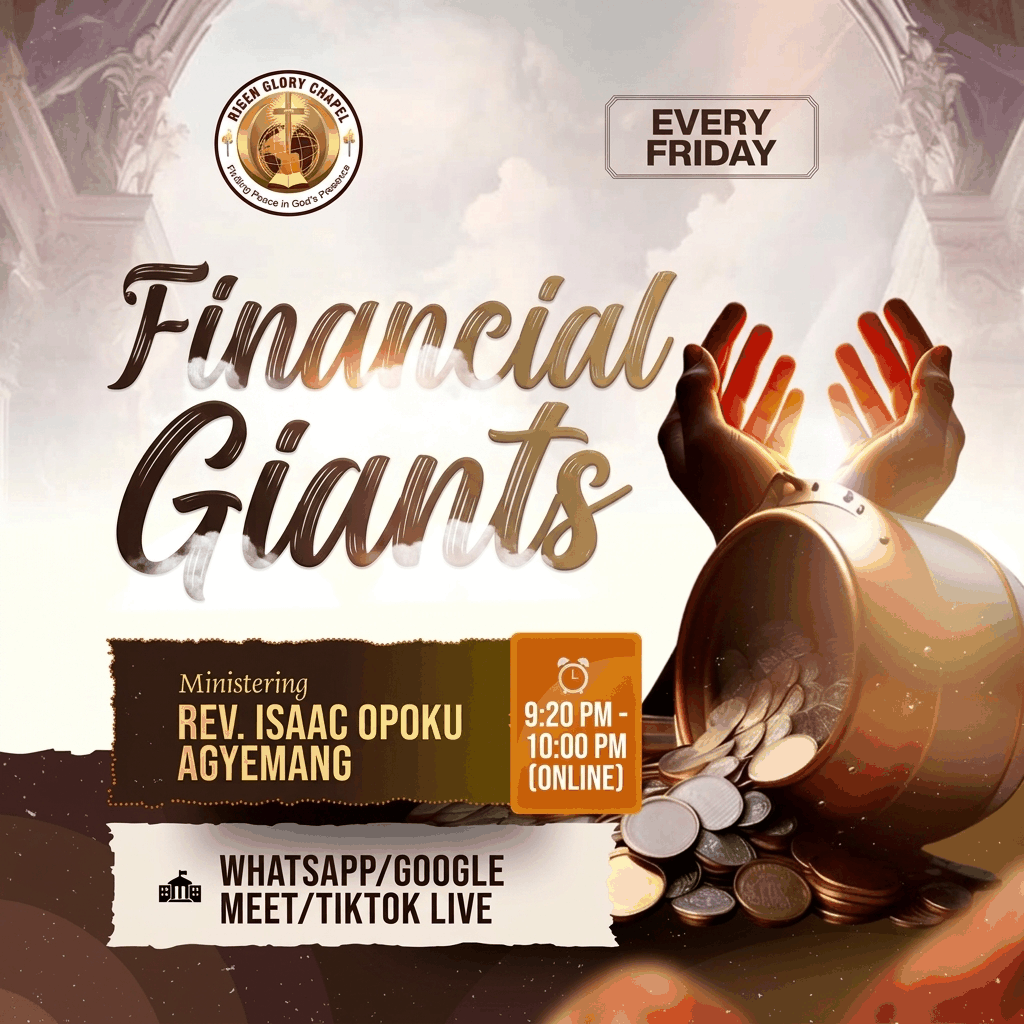 RISEN GLORY CHAPEL
Finding Peace in God's Presence
EVERY
FRIDAY
Financial
Giants
Ministering
REV. ISAAC OPOKU
AGYEMANG
9:20 PM -
10:00 PM
(ONLINE)
WHATSAPP/GOOGLE
MEET/TIKTOK LIVE